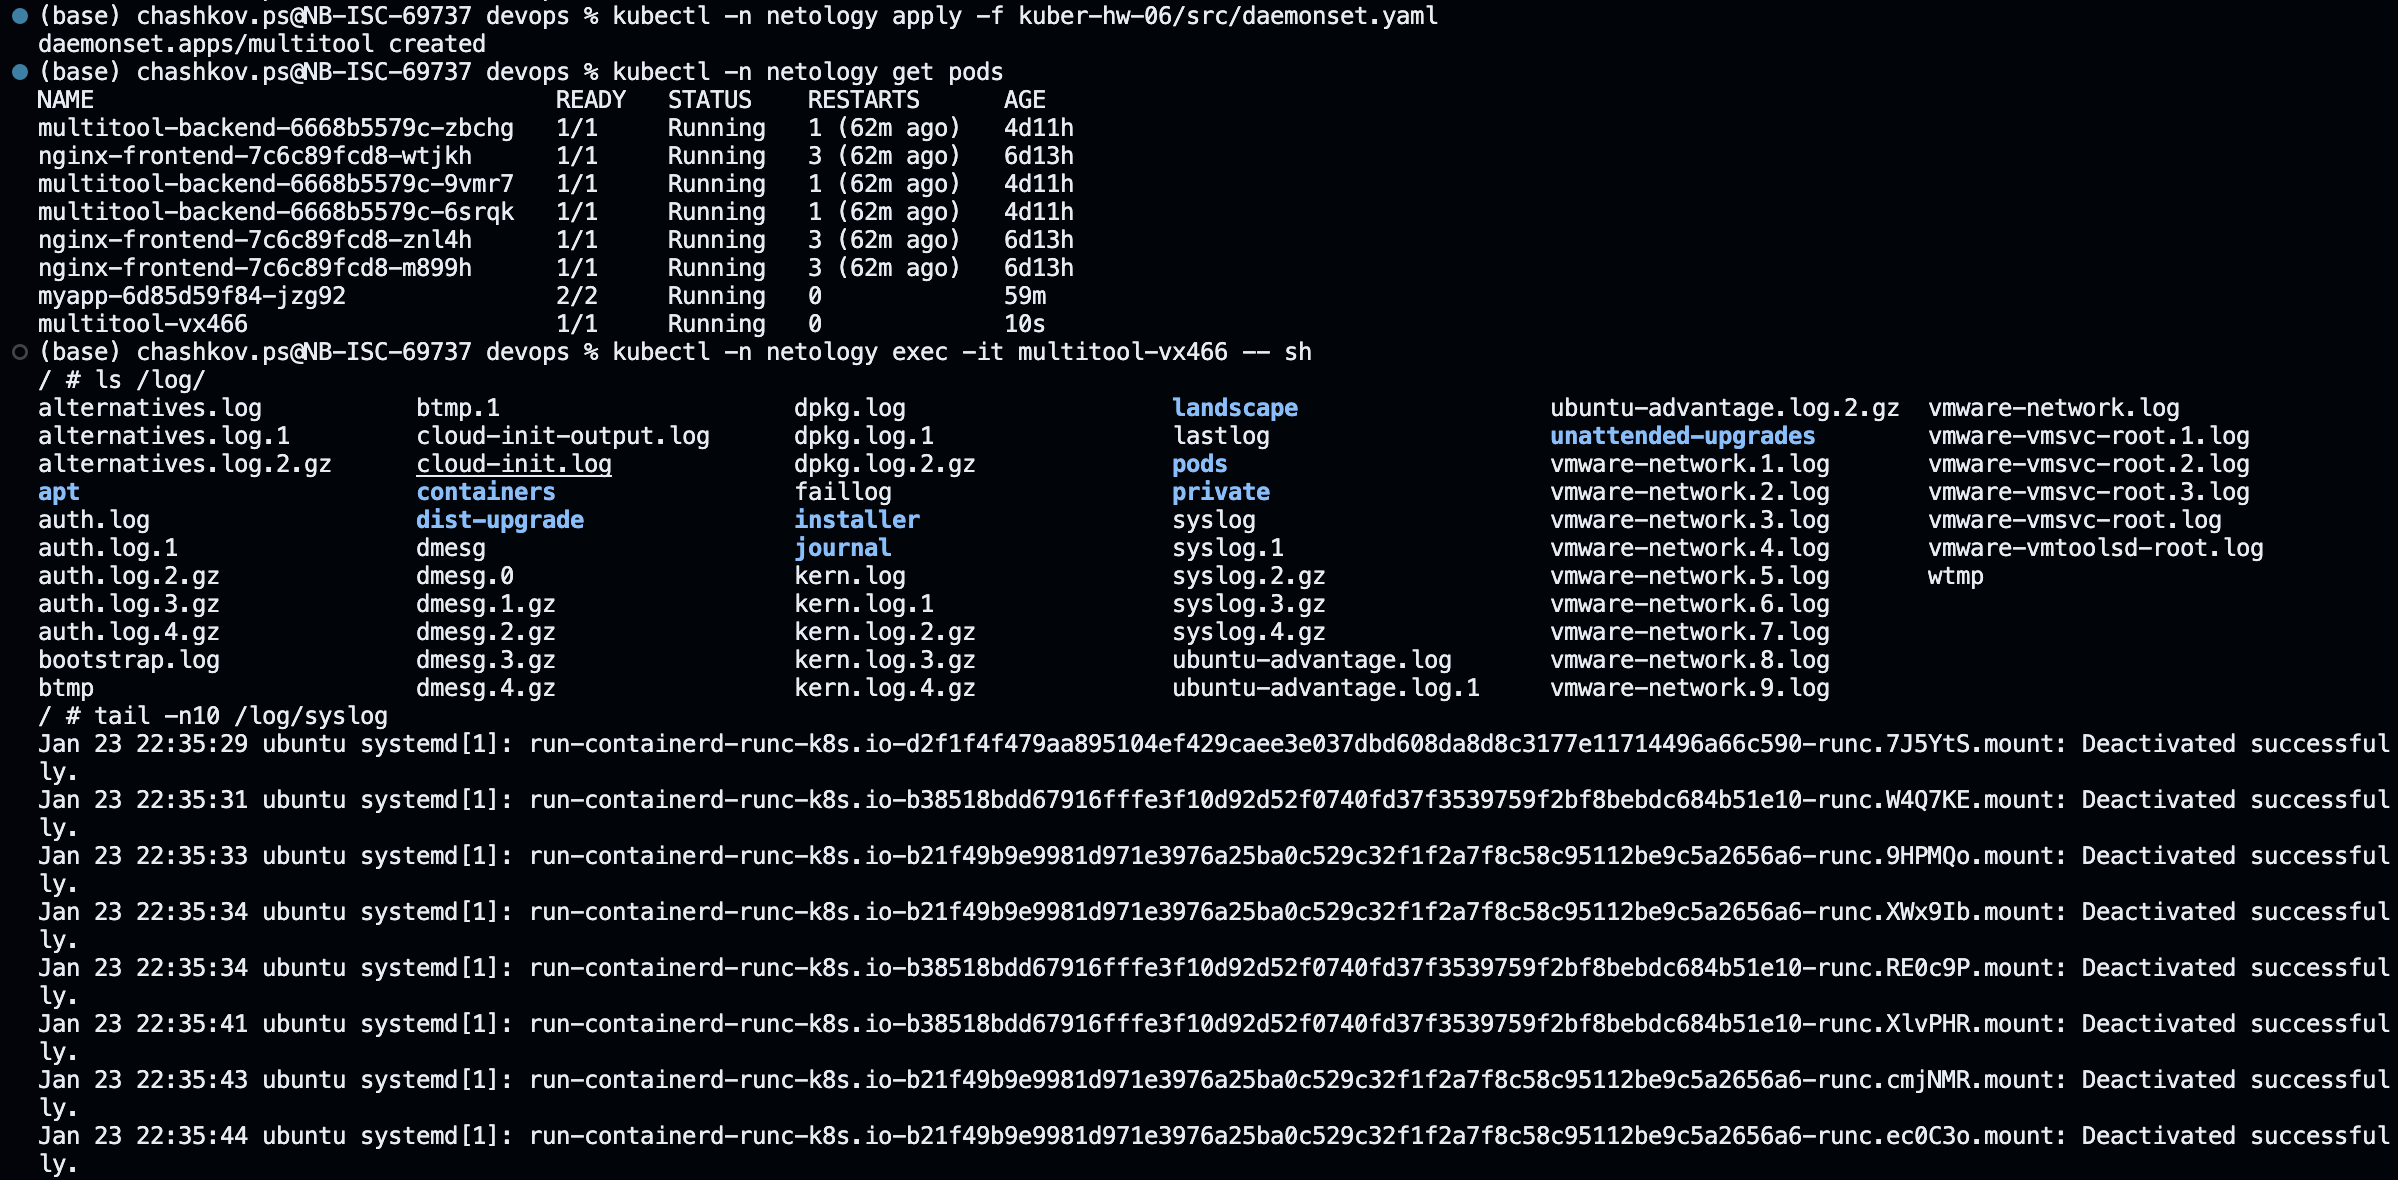 (base) chashkov.ps@NB-ISC-69737 devops % kubectl -n netology apply -f kuber-hw-06/src/daemonset.yaml
daemonset.apps/multitool created
(base) chashkov.ps@NB-ISC-69737 devops % kubectl -n netology get pods
NAME                                 READY   STATUS    RESTARTS      AGE
multitool-backend-6668b5579c-zbchg   1/1     Running   1 (62m ago)   4d11h
nginx-frontend-7c6c89fcd8-wtjkh      1/1     Running   3 (62m ago)   6d13h
multitool-backend-6668b5579c-9vmr7   1/1     Running   1 (62m ago)   4d11h
multitool-backend-6668b5579c-6srqk   1/1     Running   1 (62m ago)   4d11h
nginx-frontend-7c6c89fcd8-znl4h      1/1     Running   3 (62m ago)   6d13h
nginx-frontend-7c6c89fcd8-m899h      1/1     Running   3 (62m ago)   6d13h
myapp-6d85d59f84-jzg92               2/2     Running   0             59m
multitool-vx466                      1/1     Running   0             10s
(base) chashkov.ps@NB-ISC-69737 devops % kubectl -n netology exec -it multitool-vx466 -- sh
/ # ls /log/
alternatives.log           btmp.1                     dpkg.log                   landscape                  ubuntu-advantage.log.2.gz  vmware-network.log
alternatives.log.1         cloud-init-output.log      dpkg.log.1                 lastlog                    unattended-upgrades        vmware-vmsvc-root.1.log
alternatives.log.2.gz      cloud-init.log             dpkg.log.2.gz              pods                       vmware-network.1.log       vmware-vmsvc-root.2.log
apt                        containers                 faillog                    private                    vmware-network.2.log       vmware-vmsvc-root.3.log
auth.log                   dist-upgrade               installer                  syslog                     vmware-network.3.log       vmware-vmsvc-root.log
auth.log.1                 dmesg                      journal                    syslog.1                   vmware-network.4.log       vmware-vmtoolsd-root.log
auth.log.2.gz              dmesg.0                    kern.log                   syslog.2.gz                vmware-network.5.log       wtmp
auth.log.3.gz              dmesg.1.gz                 kern.log.1                 syslog.3.gz                vmware-network.6.log
auth.log.4.gz              dmesg.2.gz                 kern.log.2.gz              syslog.4.gz                vmware-network.7.log
bootstrap.log              dmesg.3.gz                 kern.log.3.gz              ubuntu-advantage.log       vmware-network.8.log
btmp                       dmesg.4.gz                 kern.log.4.gz              ubuntu-advantage.log.1     vmware-network.9.log
/ # tail -n10 /log/syslog
Jan 23 22:35:29 ubuntu systemd[1]: run-containerd-runc-k8s.io-d2f1f4f479aa895104ef429caee3e037dbd608da8d8c3177e11714496a66c590-runc.7J5YtS.mount: Deactivated successful
ly.
Jan 23 22:35:31 ubuntu systemd[1]: run-containerd-runc-k8s.io-b38518bdd67916fffe3f10d92d52f0740fd37f3539759f2bf8bebdc684b51e10-runc.W4Q7KE.mount: Deactivated successful
ly.
Jan 23 22:35:33 ubuntu systemd[1]: run-containerd-runc-k8s.io-b21f49b9e9981d971e3976a25ba0c529c32f1f2a7f8c58c95112be9c5a2656a6-runc.9HPMQo.mount: Deactivated successful
ly.
Jan 23 22:35:34 ubuntu systemd[1]: run-containerd-runc-k8s.io-b21f49b9e9981d971e3976a25ba0c529c32f1f2a7f8c58c95112be9c5a2656a6-runc.XWx9Ib.mount: Deactivated successful
ly.
Jan 23 22:35:34 ubuntu systemd[1]: run-containerd-runc-k8s.io-b38518bdd67916fffe3f10d92d52f0740fd37f3539759f2bf8bebdc684b51e10-runc.RE0c9P.mount: Deactivated successful
ly.
Jan 23 22:35:41 ubuntu systemd[1]: run-containerd-runc-k8s.io-b38518bdd67916fffe3f10d92d52f0740fd37f3539759f2bf8bebdc684b51e10-runc.XlvPHR.mount: Deactivated successful
ly.
Jan 23 22:35:43 ubuntu systemd[1]: run-containerd-runc-k8s.io-b21f49b9e9981d971e3976a25ba0c529c32f1f2a7f8c58c95112be9c5a2656a6-runc.cmjNMR.mount: Deactivated successful
ly.
Jan 23 22:35:44 ubuntu systemd[1]: run-containerd-runc-k8s.io-b21f49b9e9981d971e3976a25ba0c529c32f1f2a7f8c58c95112be9c5a2656a6-runc.ec0C3o.mount: Deactivated successful
ly.